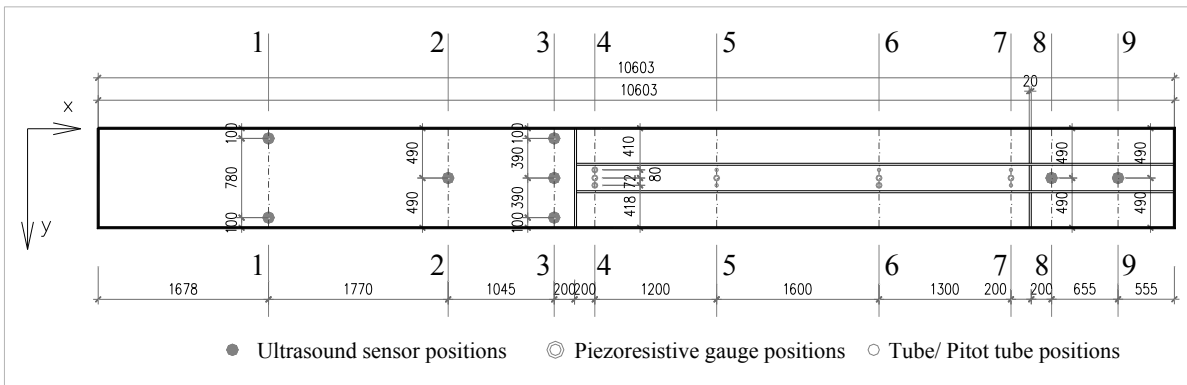 1 2 3 4 5 6 7 8 9
10603
20
10603
x
100 490 100 390 410 490 490
780 390 72 80
490 100 418 490 490
100
y
1 2 3 4 5 6 7 8 9
1678 1770 1045 200 200 1200 1600 1300 200 200 655 555
Ultrasound sensor positions Piezoresistive gauge positions Tube/ Pitot tube positions